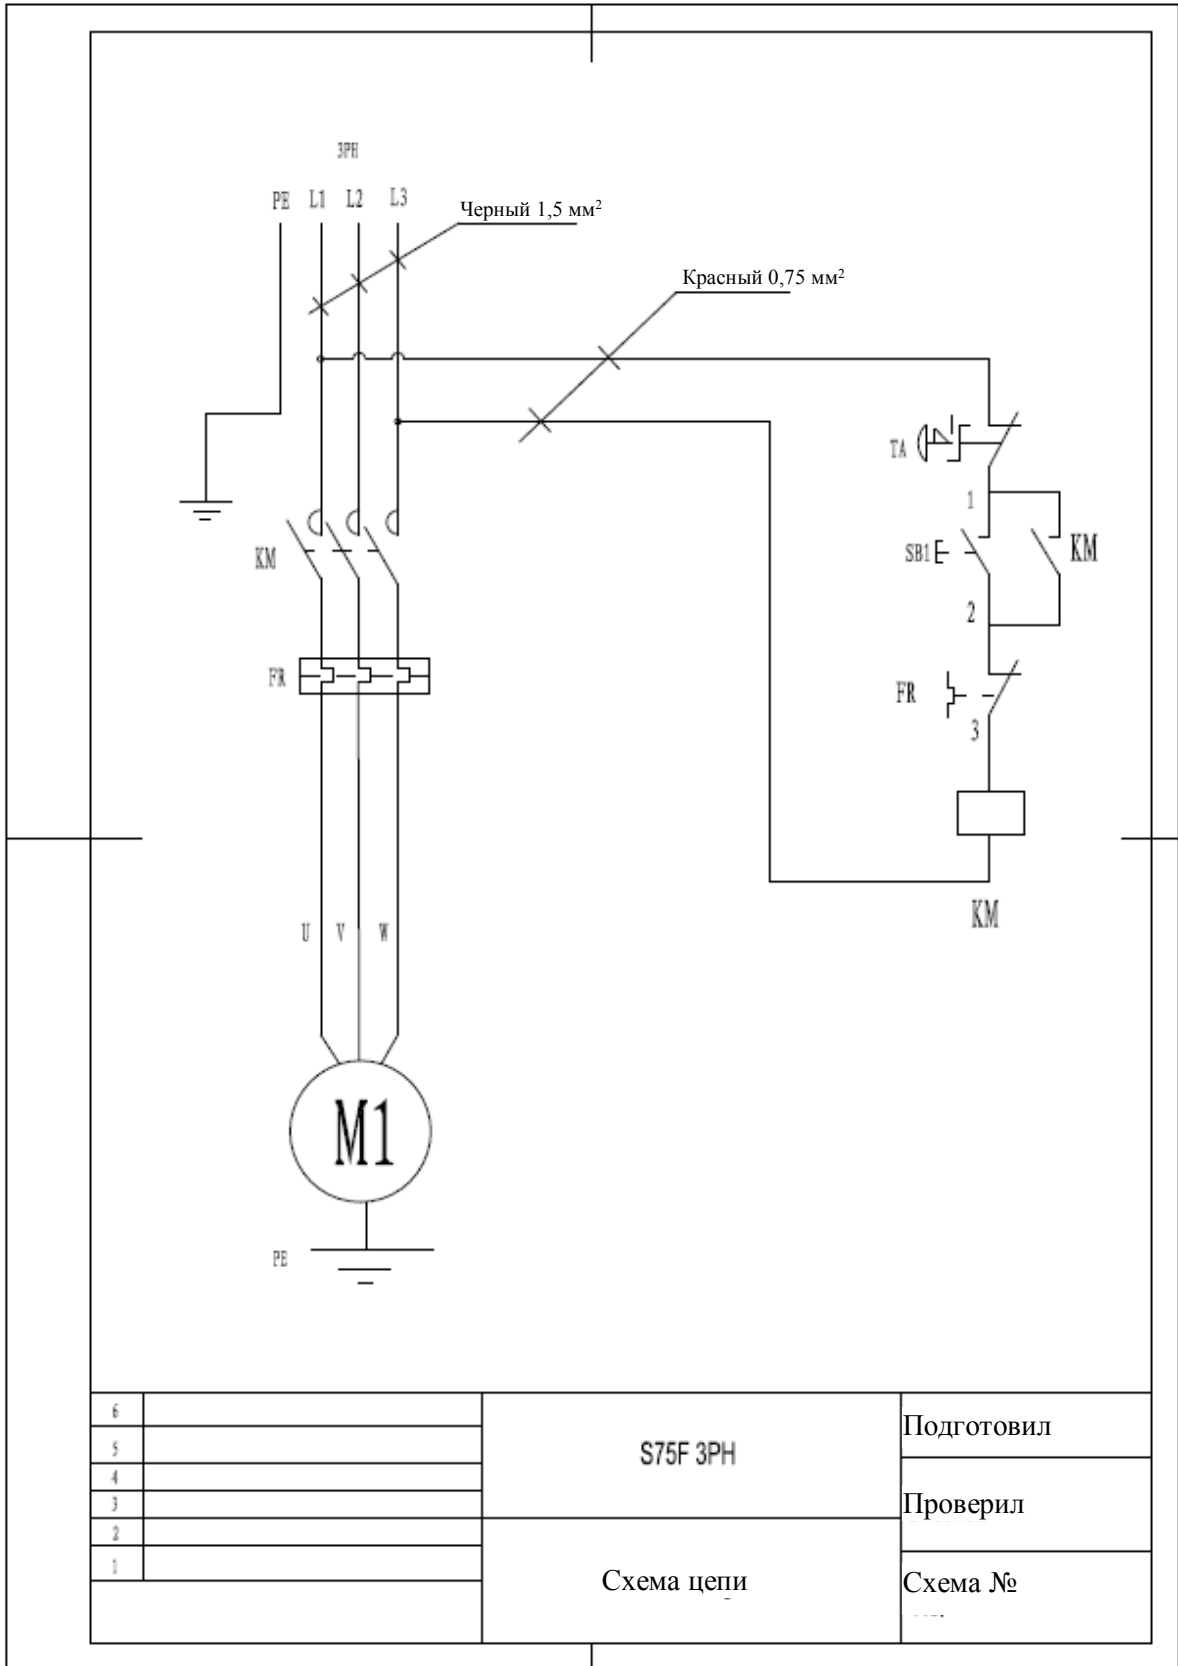 3PH
PE L1 L2 L3
Черный 1,5 мм²
Красный 0,75 мм²
TA
1
KM
SB1
KM
2
FR
FR
3
U V W
KM
M1
PE
6
5
4
3
2
1
S75F 3PH
Схема цепи
Подготовил
Проверил
Схема №